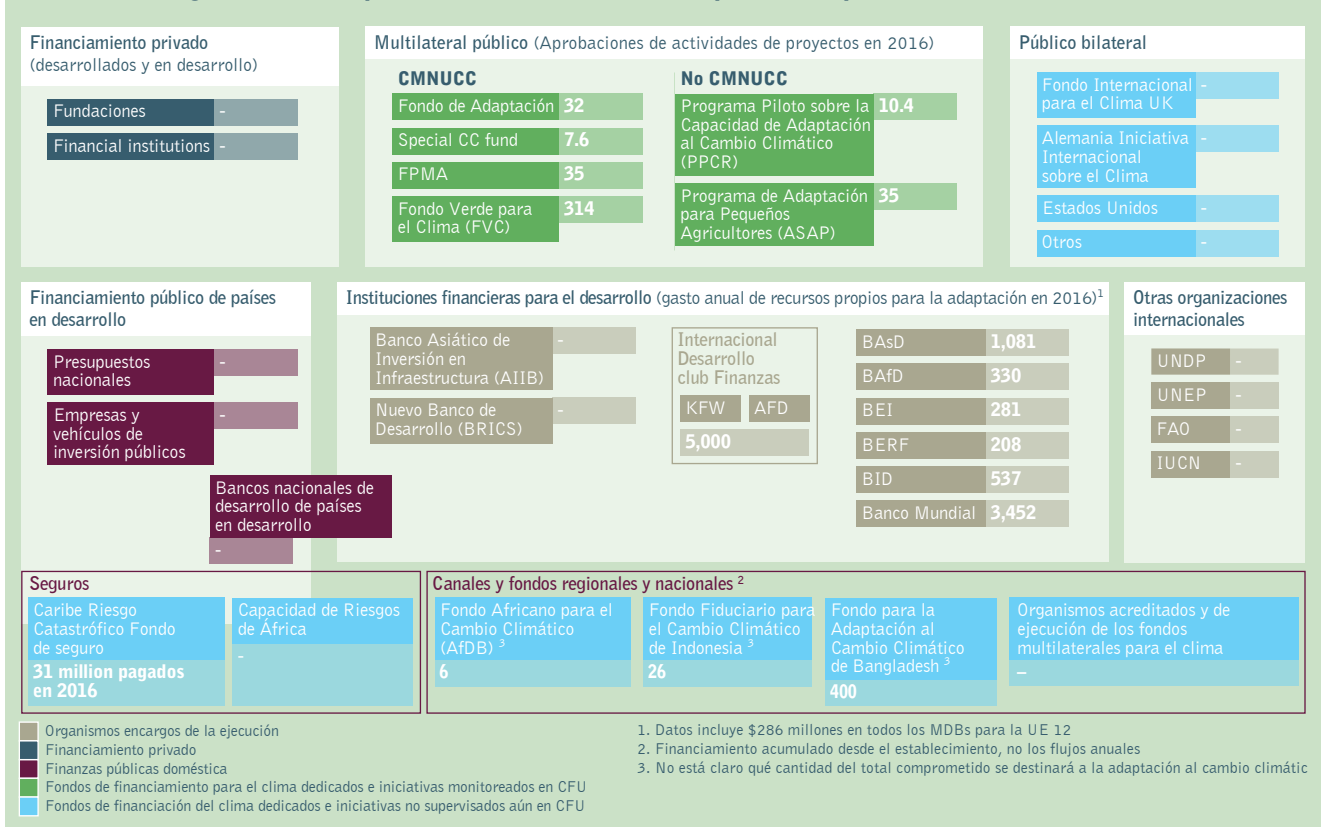 Financiamiento privado
(desarrollados y en desarrollo)
Fundaciones -
Financial institutions -
Multilateral público (Aprobaciones de actividades de proyectos en 2016)
CMNUCC
Fondo de Adaptación 32
Special CC fund 7.6
FPMA 35
Fondo Verde para 314
el Clima (FVC)
No CMNUCC
Programa Piloto sobre la 10.4
Capacidad de Adaptación
al Cambio Climático
(PPCR)
Programa de Adaptación 35
para Pequeños
Agricultores (ASAP)
Público bilateral
Fondo Internacional -
para el Clima UK
Alemania Iniciativa -
Internacional
sobre el Clima
Estados Unidos -
Otros -
Financiamiento público de países
en desarrollo
Presupuestos -
nacionales
Empresas y -
vehículos de
inversión públicos
Bancos nacionales de
desarrollo de países
en desarrollo
-
Instituciones financieras para el desarrollo (gasto anual de recursos propios para la adaptación en 2016)1
Banco Asiático de -
Inversión en
Infraestructura (AIIB)
Nuevo Banco de -
Desarrollo (BRICS)
Internacional
Desarrollo
club Finanzas
KFW AFD
5,000
BAsD 1,081
BAfD 330
BEI 281
BERF 208
BID 537
Banco Mundial 3,452
Otras organizaciones
internacionales
UNDP -
UNEP -
FAO -
IUCN -
Seguros
Caribe Riesgo
Catastrófico Fondo
de seguro
31 million pagados
en 2016
Capacidad de Riesgos
de África
-
Canales y fondos regionales y nacionales 2
Fondo Africano para el
Cambio Climático
(AfDB) 3
6
Fondo Fiduciario para
el Cambio Climático
de Indonesia 3
26
Fondo para la
Adaptación al
Cambio Climático
de Bangladesh 3
400
Organismos acreditados y de
ejecución de los fondos
multilaterales para el clima
–
Organismos encargos de la ejecución
Financiamiento privado
Finanzas públicas doméstica
Fondos de financiamiento para el clima dedicados e iniciativas monitoreados en CFU
Fondos de financiación del clima dedicados e iniciativas no supervisados aún en CFU
1. Datos incluye $286 millones en todos los MDBs para la UE 12
2. Financiamiento acumulado desde el establecimiento, no los flujos anuales
3. No está claro qué cantidad del total comprometido se destinará a la adaptación al cambio climátic